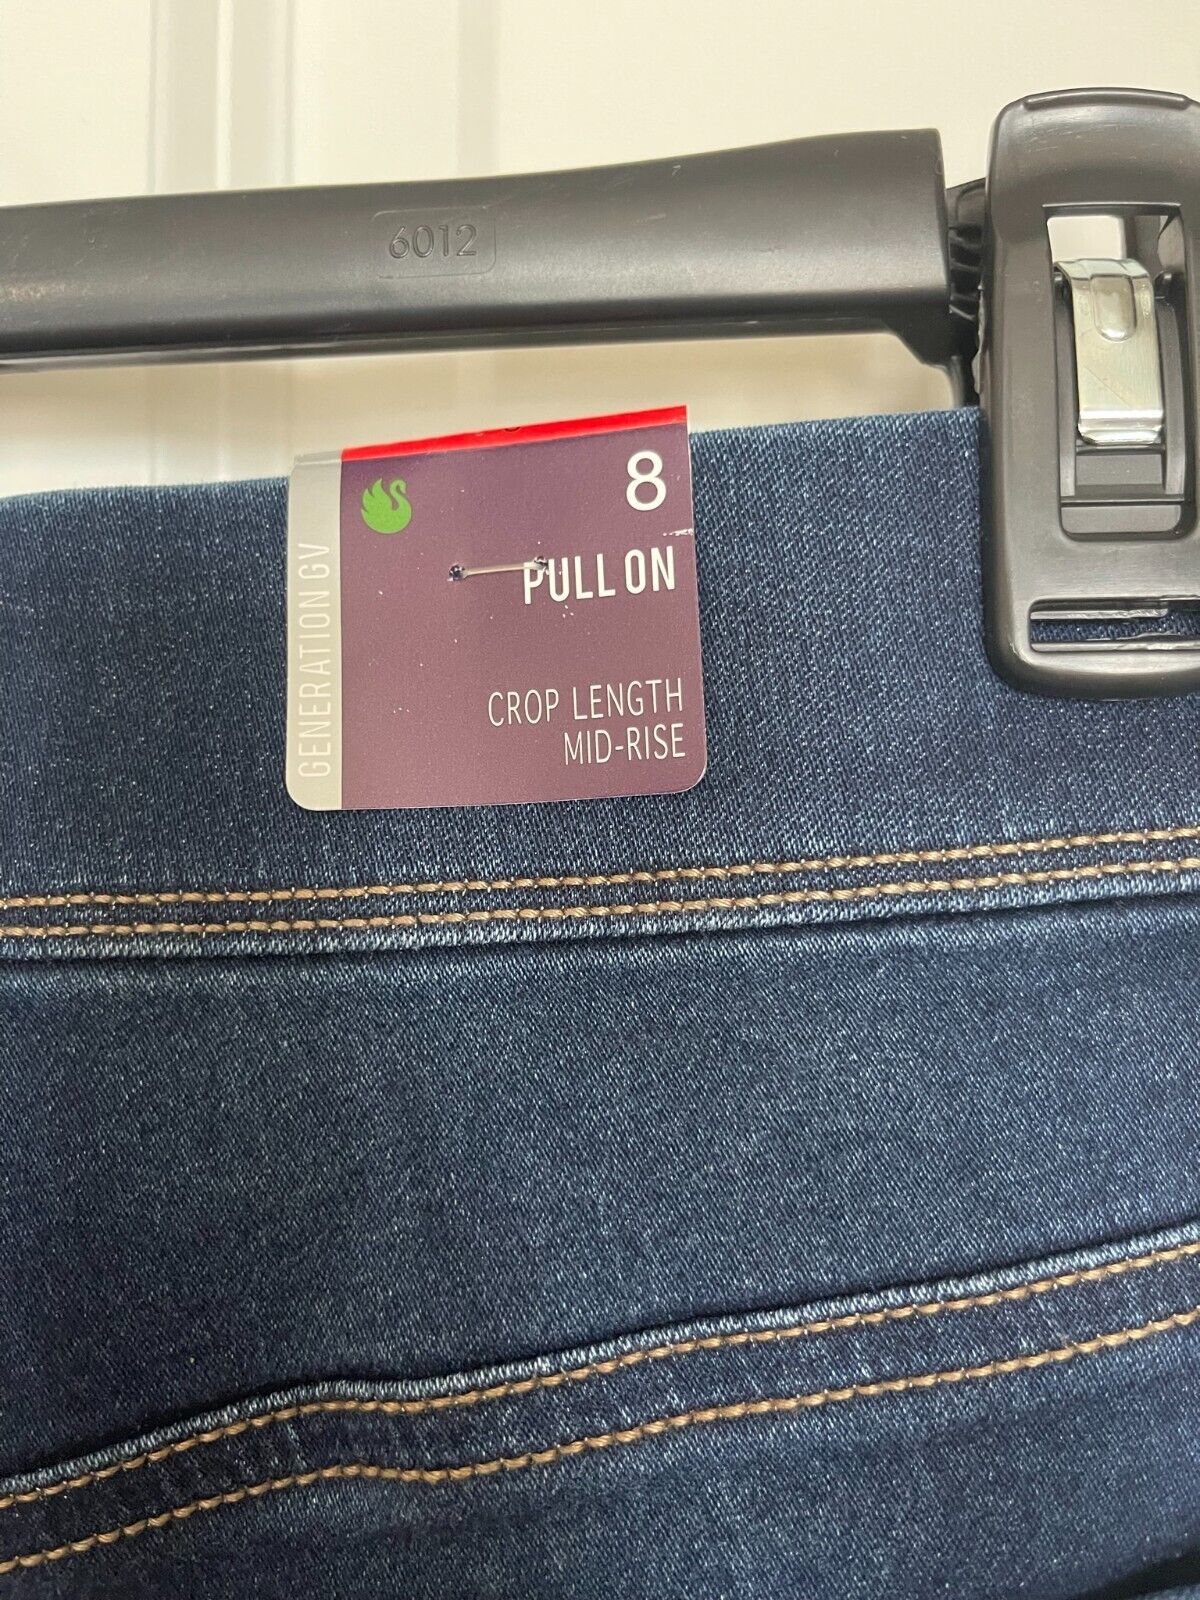 6012
8
PULL ON
CROP LENGTH
MID-RISE
GENERATION GV